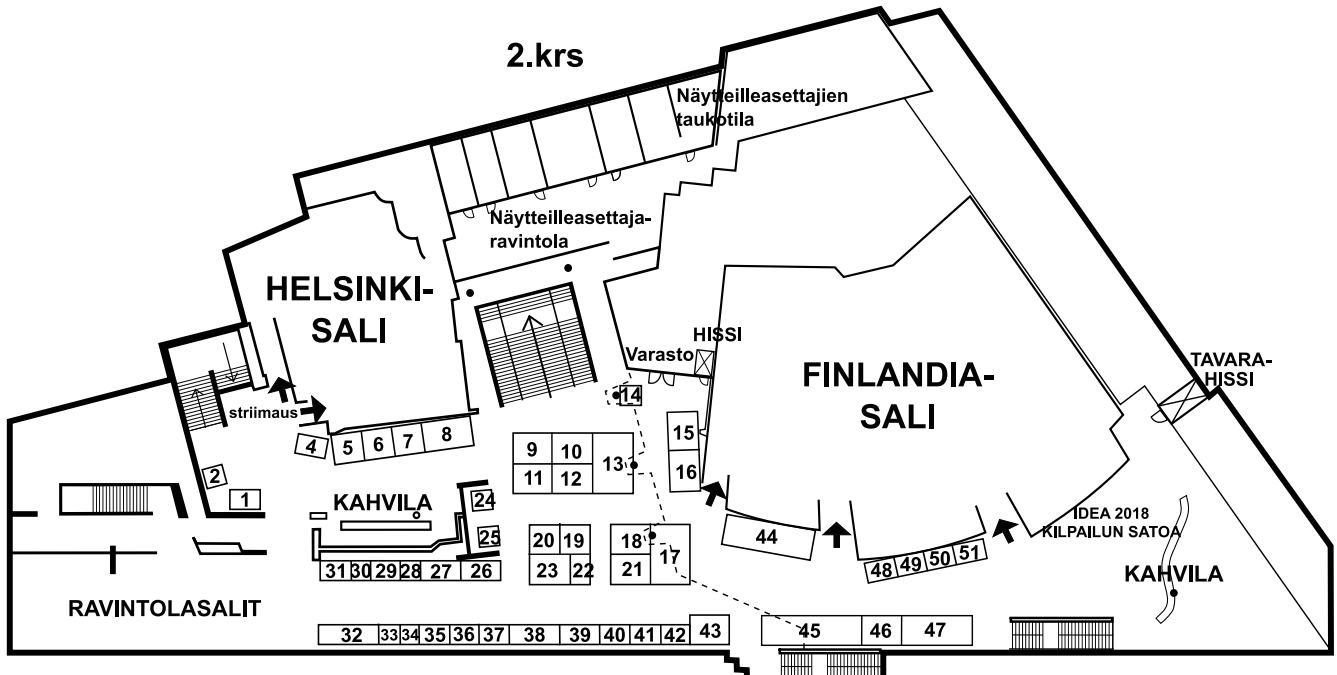 2.krs
Näytteilleasettajien
taukotila
Näytteilleasettaja-
ravintola
HELSINKI-
SALI
HISSI
Varasto
FINLANDIA-
SALI
TAVARA-
HISSI
striimaus
14
4
5
6
7
8
9
10
11
12
13
15
16
2
1
KAHVILA
24
25
20
19
23
22
18
21
17
44
48
49
50
51
IDEA 2018
KILPAILUN SATOA
KAHVILA
31
30
29
28
27
26
RAVINTOLASALIT
32
33
34
35
36
37
38
39
40
41
42
43
45
46
47